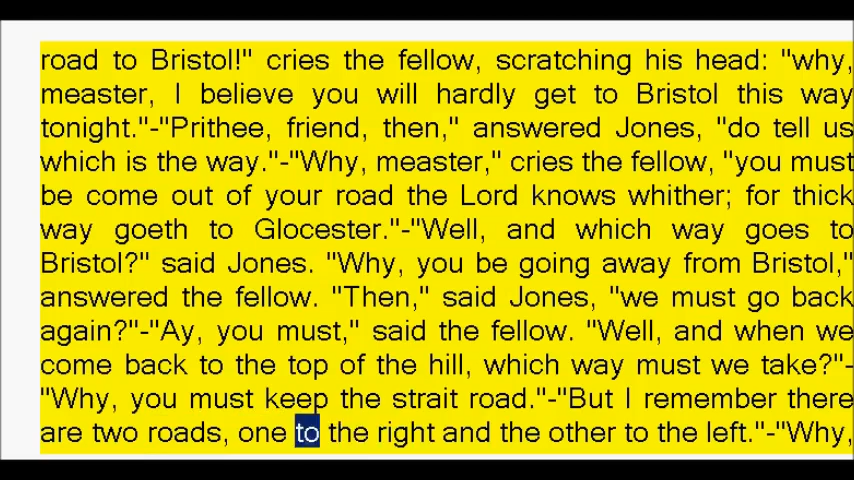 road to Bristol!" cries the fellow, scratching his head: "why,
measter, I believe you will hardly get to Bristol this way
tonight."-"Prithee, friend, then," answered Jones, "do tell us
which is the way."-"Why, measter," cries the fellow, "you must
be come out of your road the Lord knows whither; for thick
way goeth to Glocester."-"Well, and which way goes to
Bristol?" said Jones. "Why, you be going away from Bristol,"
answered the fellow. "Then," said Jones, "we must go back
again?"-"Ay, you must," said the fellow. "Well, and when we
come back to the top of the hill, which way must we take?"-
"Why, you must keep the strait road."-"But I remember there
are two roads, one to the right and the other to the left."-"Why,